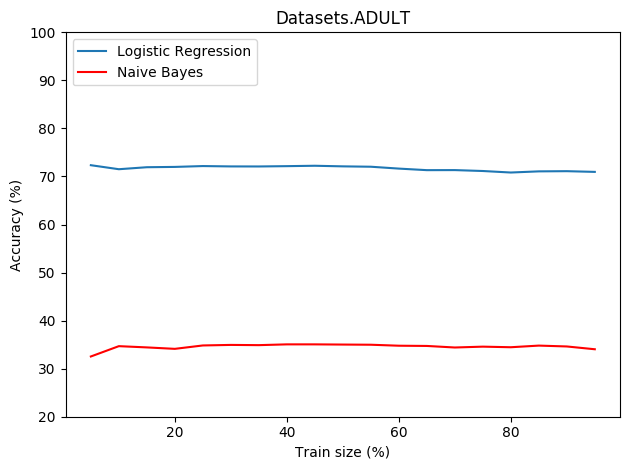 Datasets.ADULT
Logistic Regression
Naive Bayes
100
90
80
70
60
50
40
30
20
Accuracy (%)
20 40 60 80
Train size (%)